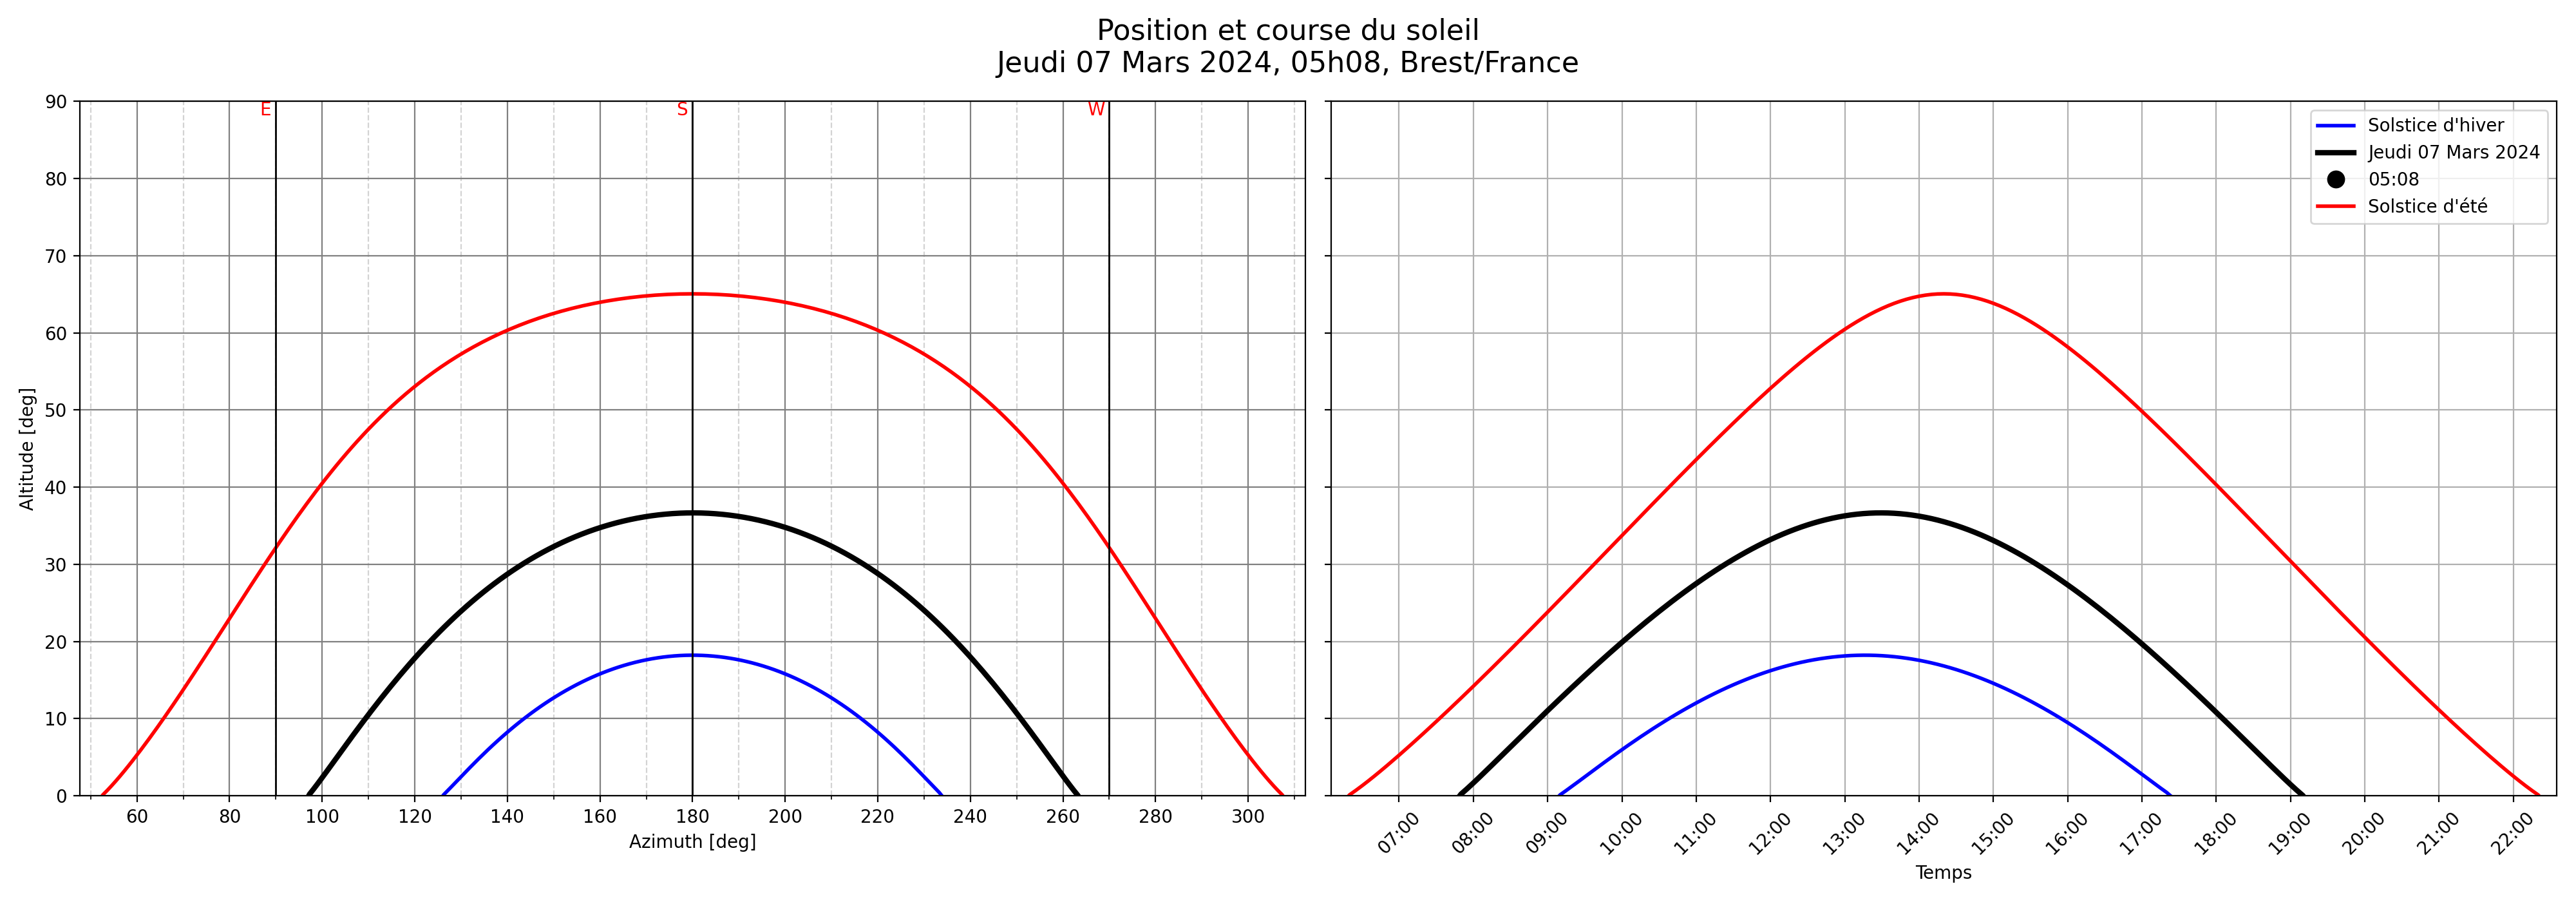 Position et course du soleil
Jeudi 07 Mars 2024, 05h08, Brest/France
E
S
W
90
80
70
60
50
40
30
20
10
0
Altitude [deg]
60 80 100 120 140 160 180 200 220 240 260 280 300
Azimuth [deg]
Solstice d'hiver
Jeudi 07 Mars 2024
05:08
Solstice d'été
07:00 08:00 09:00 10:00 11:00 12:00 13:00 14:00 15:00 16:00 17:00 18:00 19:00 20:00 21:00 22:00
Temps